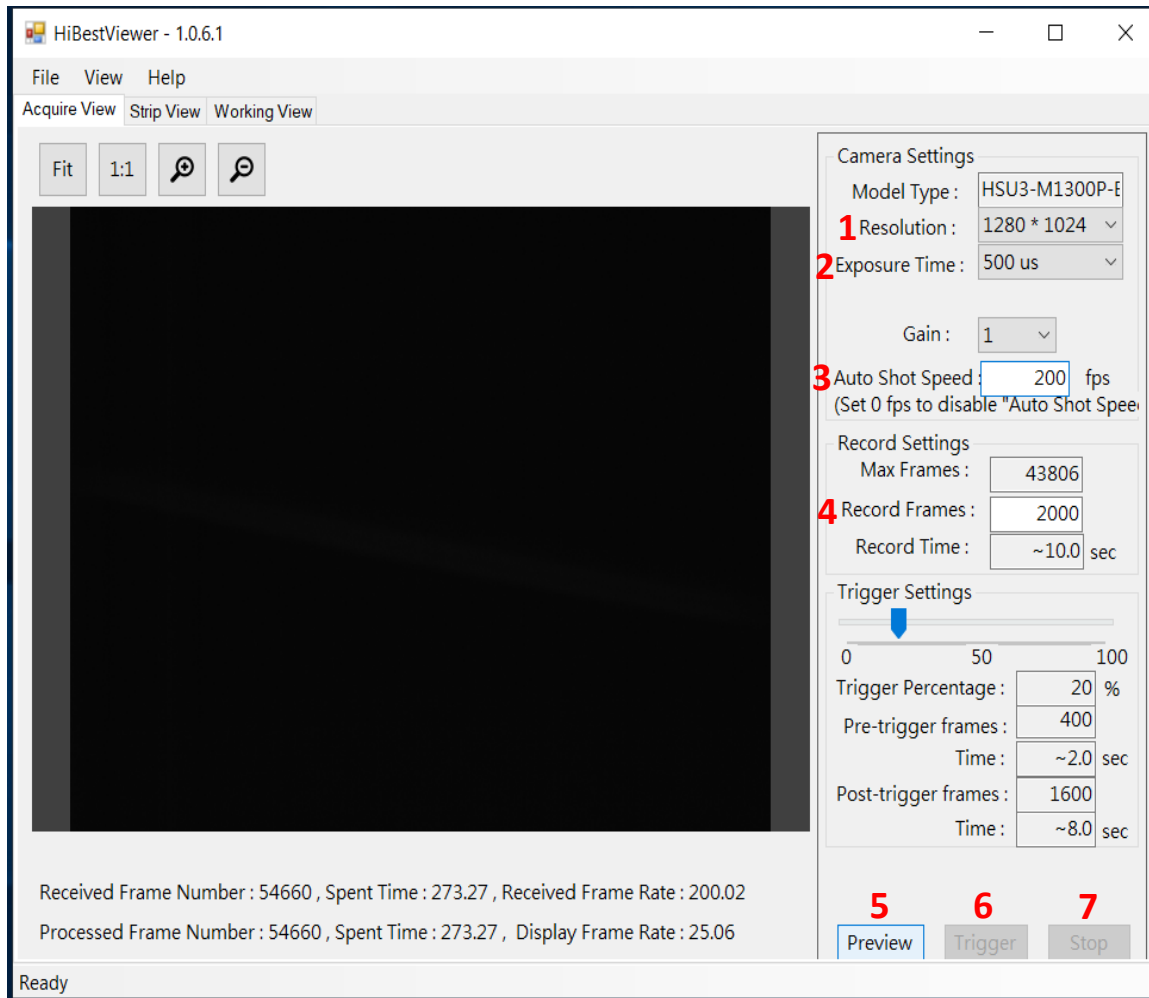 HiBestViewer - 1.0.6.1
File View Help
Acquire View Strip View Working View
Fit 1:1
Camera Settings
Model Type : HSU3-M1300P-E
1 Resolution : 1280 * 1024
2 Exposure Time : 500 us
Gain : 1
3 Auto Shot Speed : 200 fps
(Set 0 fps to disable "Auto Shot Spee
Record Settings
Max Frames : 43806
4 Record Frames : 2000
Record Time : ~10.0 sec
Trigger Settings
0 50 100
Trigger Percentage : 20 %
Pre-trigger frames : 400
Time : ~2.0 sec
Post-trigger frames : 1600
Time : ~8.0 sec
Received Frame Number : 54660 , Spent Time : 273.27 , Received Frame Rate : 200.02
Processed Frame Number : 54660 , Spent Time : 273.27 , Display Frame Rate : 25.06
5 6 7
Preview Trigger Stop
Ready